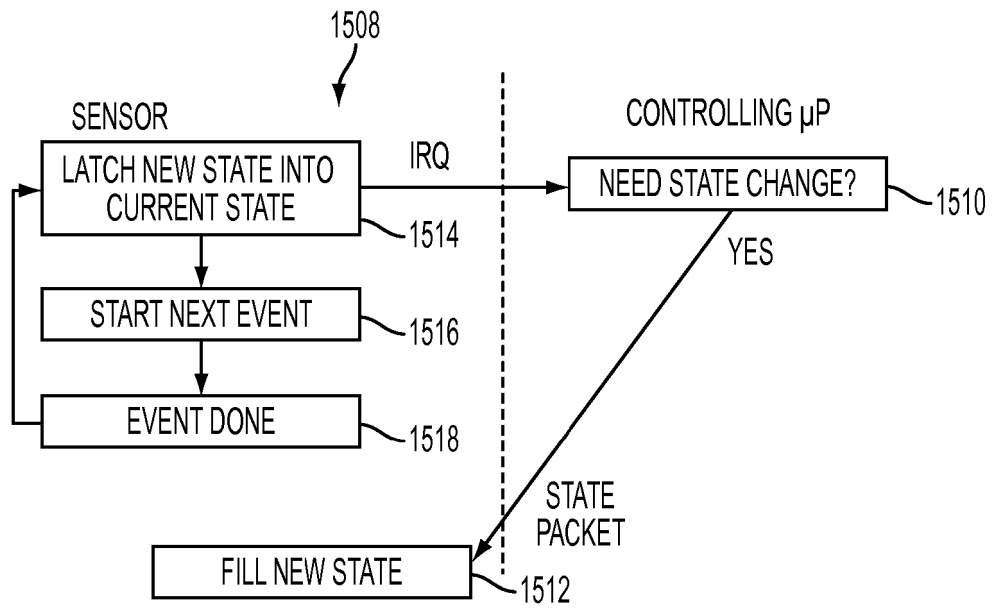 1508
SENSOR
CONTROLLING µP
LATCH NEW STATE INTO
CURRENT STATE
IRQ
NEED STATE CHANGE?
1510
1514
YES
START NEXT EVENT
1516
EVENT DONE
1518
STATE
PACKET
FILL NEW STATE
1512